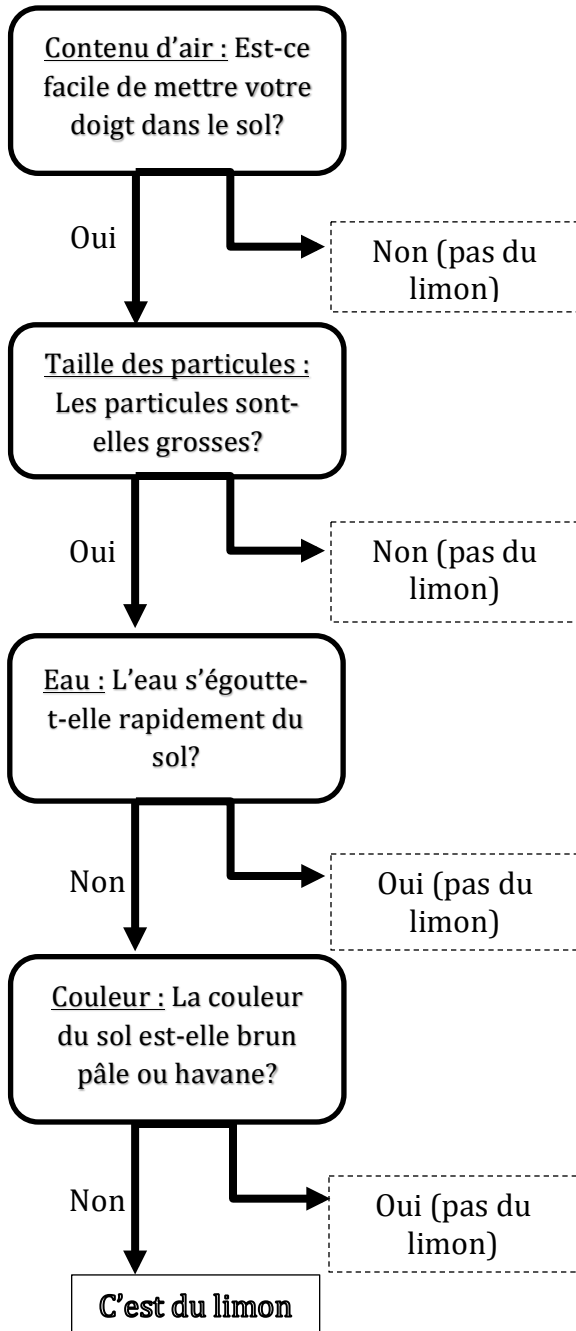 Contenu d'air : Est-ce
facile de mettre votre
doigt dans le sol?
Oui
Non (pas du
limon)
Taille des particules :
Les particules sont-
elles grosses?
Oui
Non (pas du
limon)
Eau : L'eau s'égoutte-
t-elle rapidement du
sol?
Non
Oui (pas du
limon)
Couleur : La couleur
du sol est-elle brun
pâle ou havane?
Non
Oui (pas du
limon)
C'est du limon